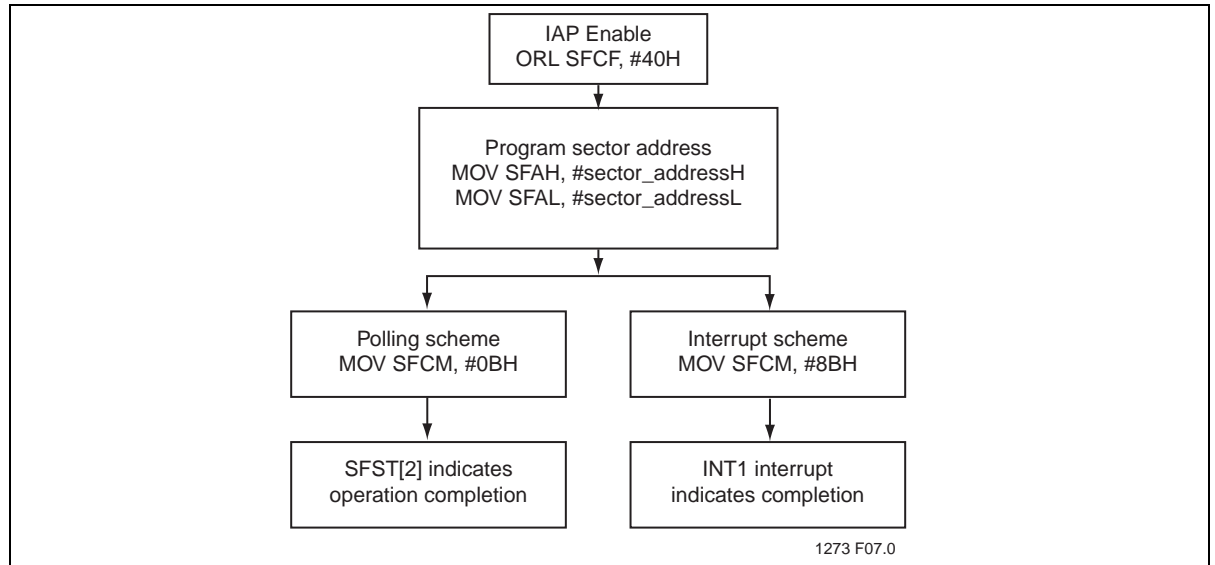 IAP Enable
ORL SFCF, #40H
Program sector address
MOV SFAH, #sector_addressH
MOV SFAL, #sector_addressL
Polling scheme
MOV SFCM, #0BH
Interrupt scheme
MOV SFCM, #8BH
SFST[2] indicates
operation completion
INT1 interrupt
indicates completion
1273 F07.0